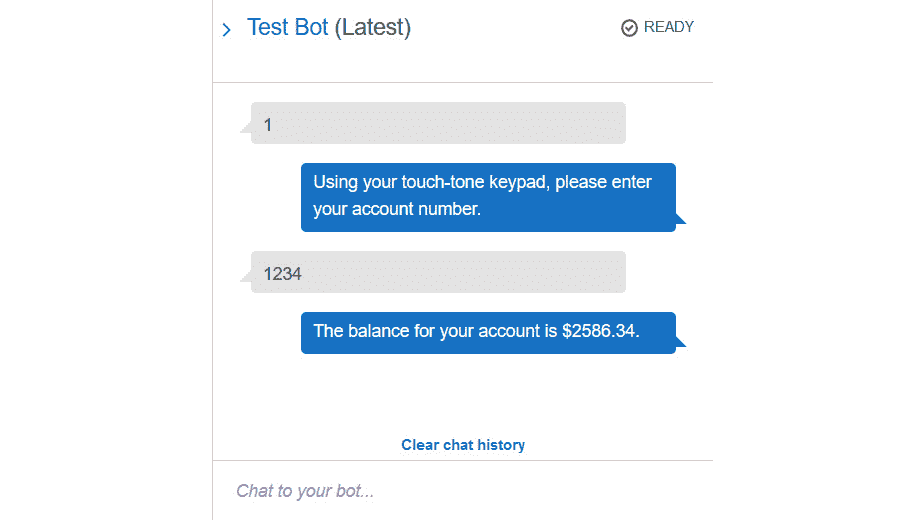 Test Bot (Latest)
READY
1
Using your touch-tone keypad, please enter
your account number.
1234
The balance for your account is $2586.34.
Clear chat history
Chat to your bot...